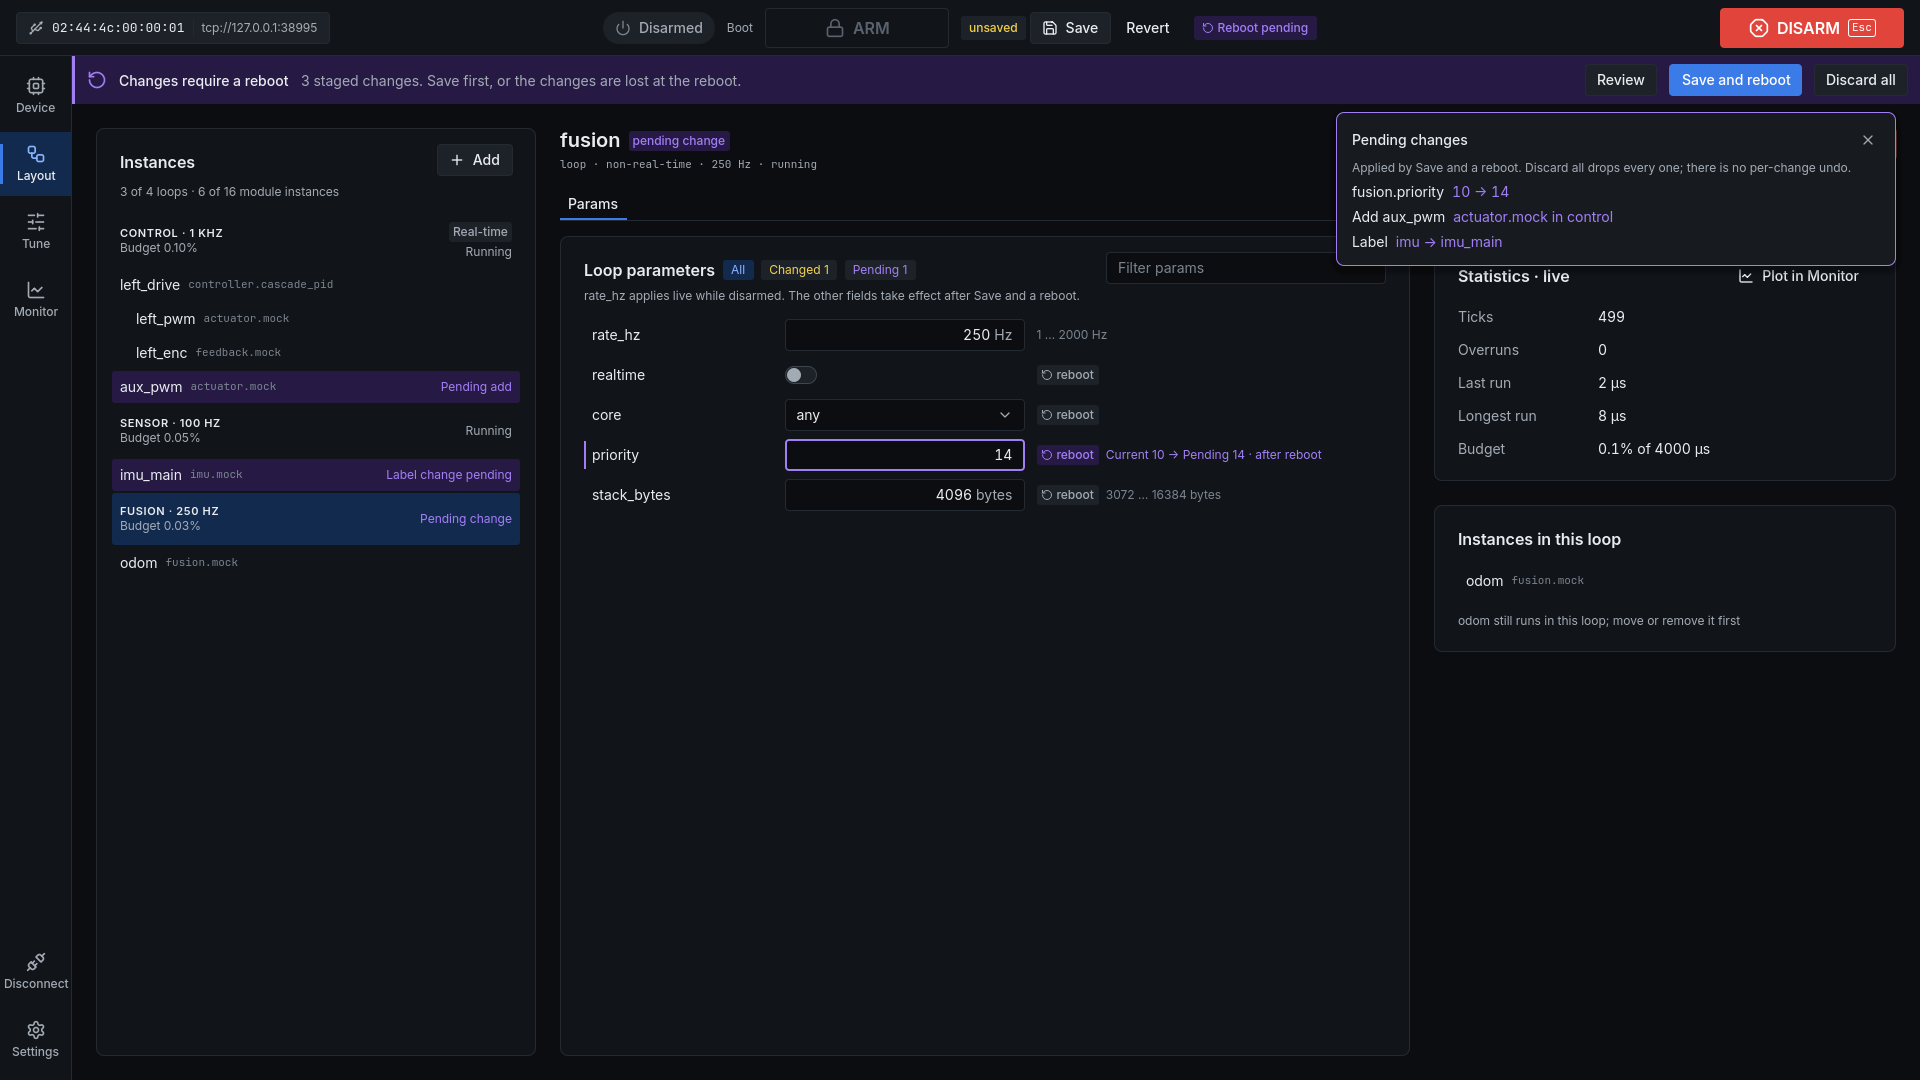 02:44:4c:00:00:01 tcp://127.0.0.1:38995
Disarmed Boot ARM unsaved Save Revert Reboot pending DISARM Esc
Changes require a reboot 3 staged changes. Save first, or the changes are lost at the reboot. Review Save and reboot Discard all
Device
Layout
Tune
Monitor
Disconnect
Settings
Instances Add
3 of 4 loops · 6 of 16 module instances
CONTROL · 1 KHZ Real-time
Budget 0.10% Running
left_drive controller.cascade_pid
left_pwm actuator.mock
left_enc feedback.mock
aux_pwm actuator.mock Pending add
SENSOR · 100 HZ
Budget 0.05% Running
imu_main imu.mock Label change pending
FUSION · 250 HZ
Budget 0.03% Pending change
odom fusion.mock
fusion pending change
loop · non-real-time · 250 Hz · running
Params
Loop parameters All Changed 1 Pending 1 Filter params
rate_hz applies live while disarmed. The other fields take effect after Save and a reboot.
rate_hz 250 Hz 1 … 2000 Hz
realtime reboot
core any reboot
priority 14 reboot Current 10 → Pending 14 · after reboot
stack_bytes 4096 bytes reboot 3072 … 16384 bytes
Pending changes
Applied by Save and a reboot. Discard all drops every one; there is no per-change undo.
fusion.priority 10 → 14
Add aux_pwm actuator.mock in control
Label imu → imu_main
Statistics · live Plot in Monitor
Ticks 499
Overruns 0
Last run 2 µs
Longest run 8 µs
Budget 0.1% of 4000 µs
Instances in this loop
odom fusion.mock
odom still runs in this loop; move or remove it first